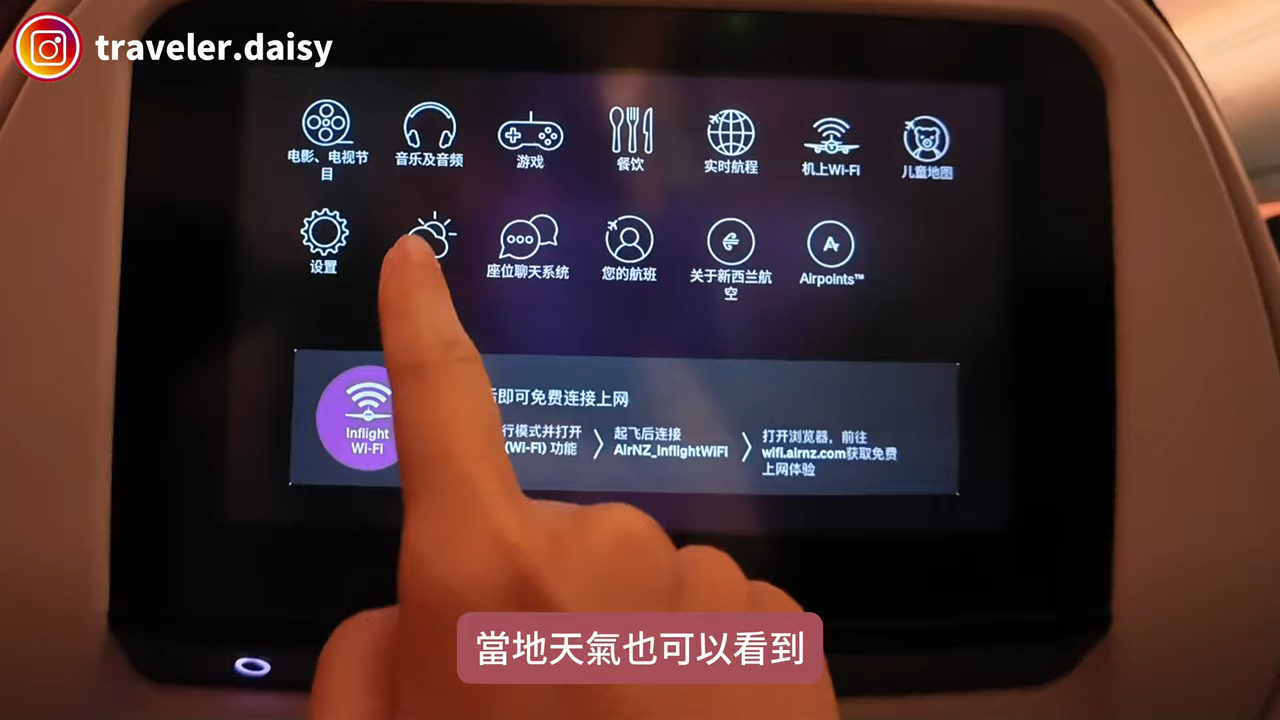 traveler.daisy
电影、电视节
目
音乐及音频
游戏
餐饮
实时航程
机上Wi-Fi
儿童地图
设置
座位聊天系统
您的航班
关于新西兰航
空
Airpoints™
Inflight
Wi-Fi
后即可免费连接上网
行模式并打开
(Wi-Fi) 功能
起飞后连接
AirNZ_InflightWiFi
打开浏览器，前往
wifi.airnz.com获取免费
上网体验
當地天氣也可以看到